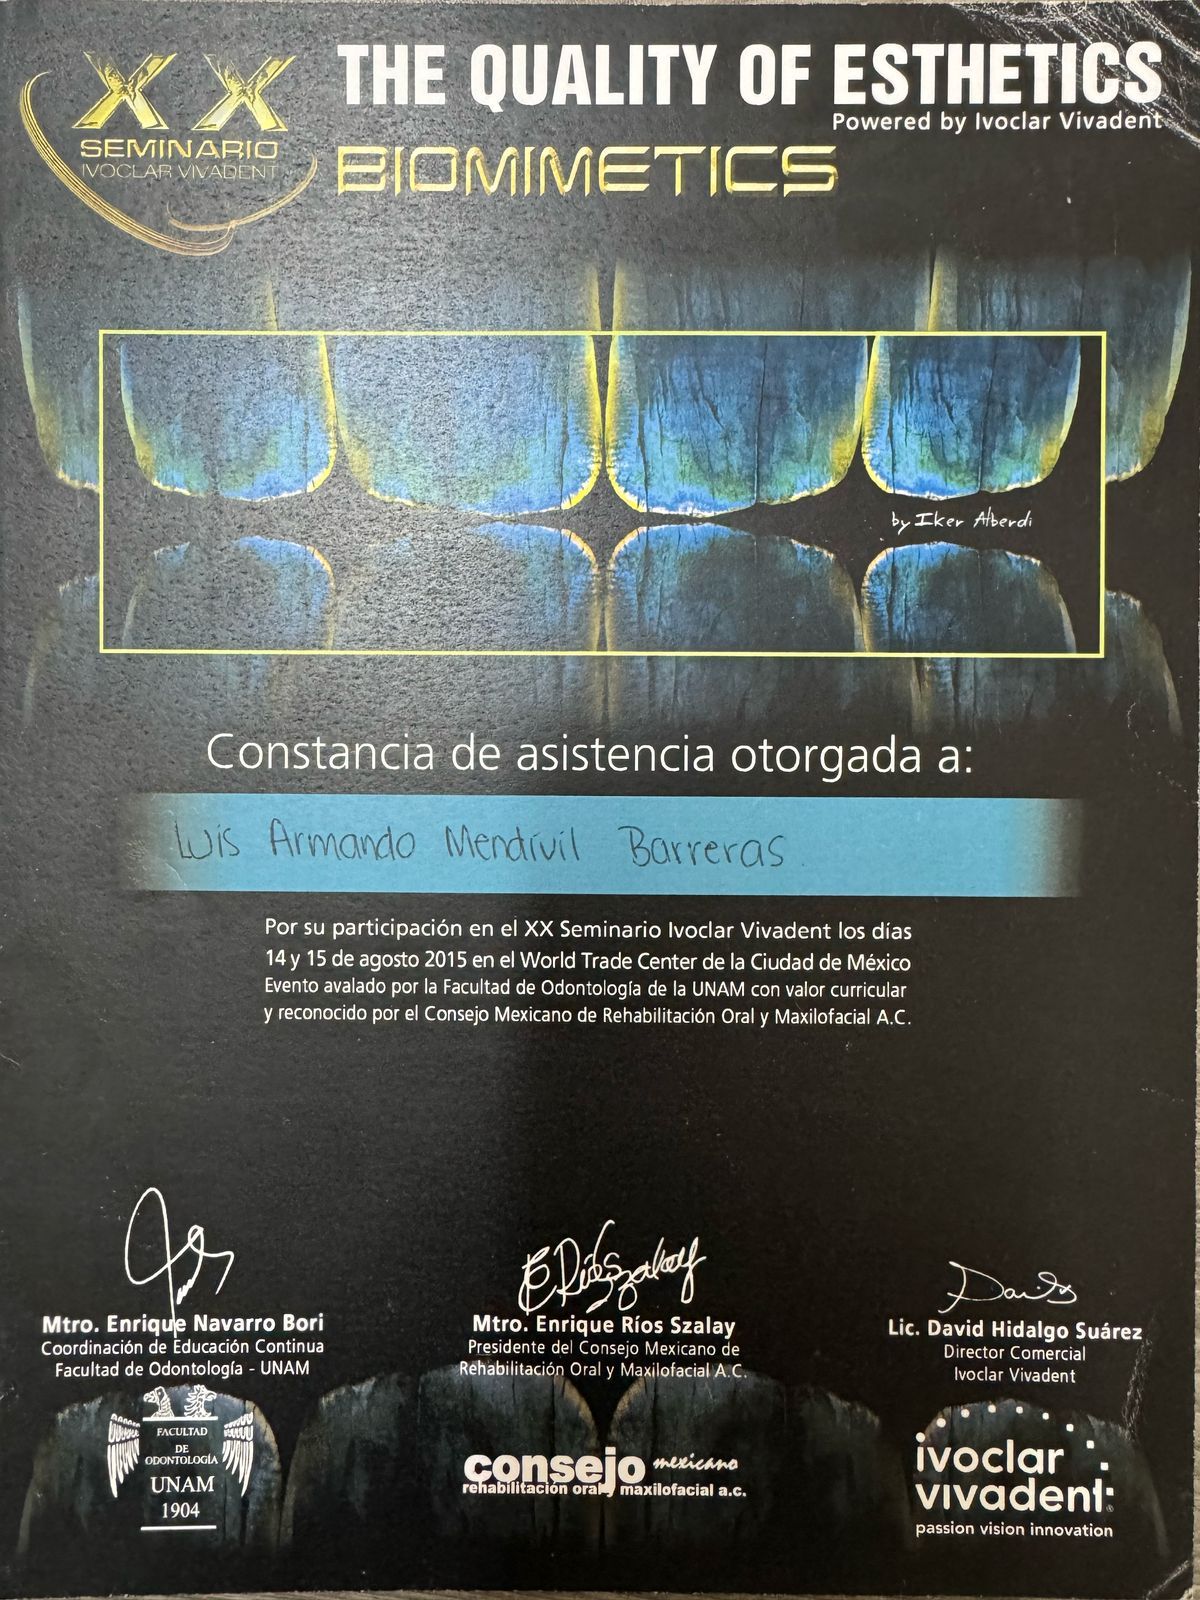 XX
SEMINARIO
IVOCLAR VIVADENT
THE QUALITY OF ESTHETICS
Powered by Ivoclar Vivadent
BIOMIMETICS
by Iker Alberdi
Constancia de asistencia otorgada a:
Luis Armando Mendívil Barreras.
Por su participación en el XX Seminario Ivoclar Vivadent los días
14 y 15 de agosto 2015 en el World Trade Center de la Ciudad de México
Evento avalado por la Facultad de Odontología de la UNAM con valor curricular
y reconocido por el Consejo Mexicano de Rehabilitación Oral y Maxilofacial A.C.
E Ríos Szalay
David
Mtro. Enrique Navarro Bori
Coordinación de Educación Continua
Facultad de Odontología - UNAM
Mtro. Enrique Ríos Szalay
Presidente del Consejo Mexicano de
Rehabilitación Oral y Maxilofacial A.C.
Lic. David Hidalgo Suárez
Director Comercial
Ivoclar Vivadent
FACULTAD
DE
ODONTOLOGÍA
UNAM
1904
consejo mexicano
rehabilitación oral y maxilofacial a.c.
ivoclar
vivadent
passion vision innovation